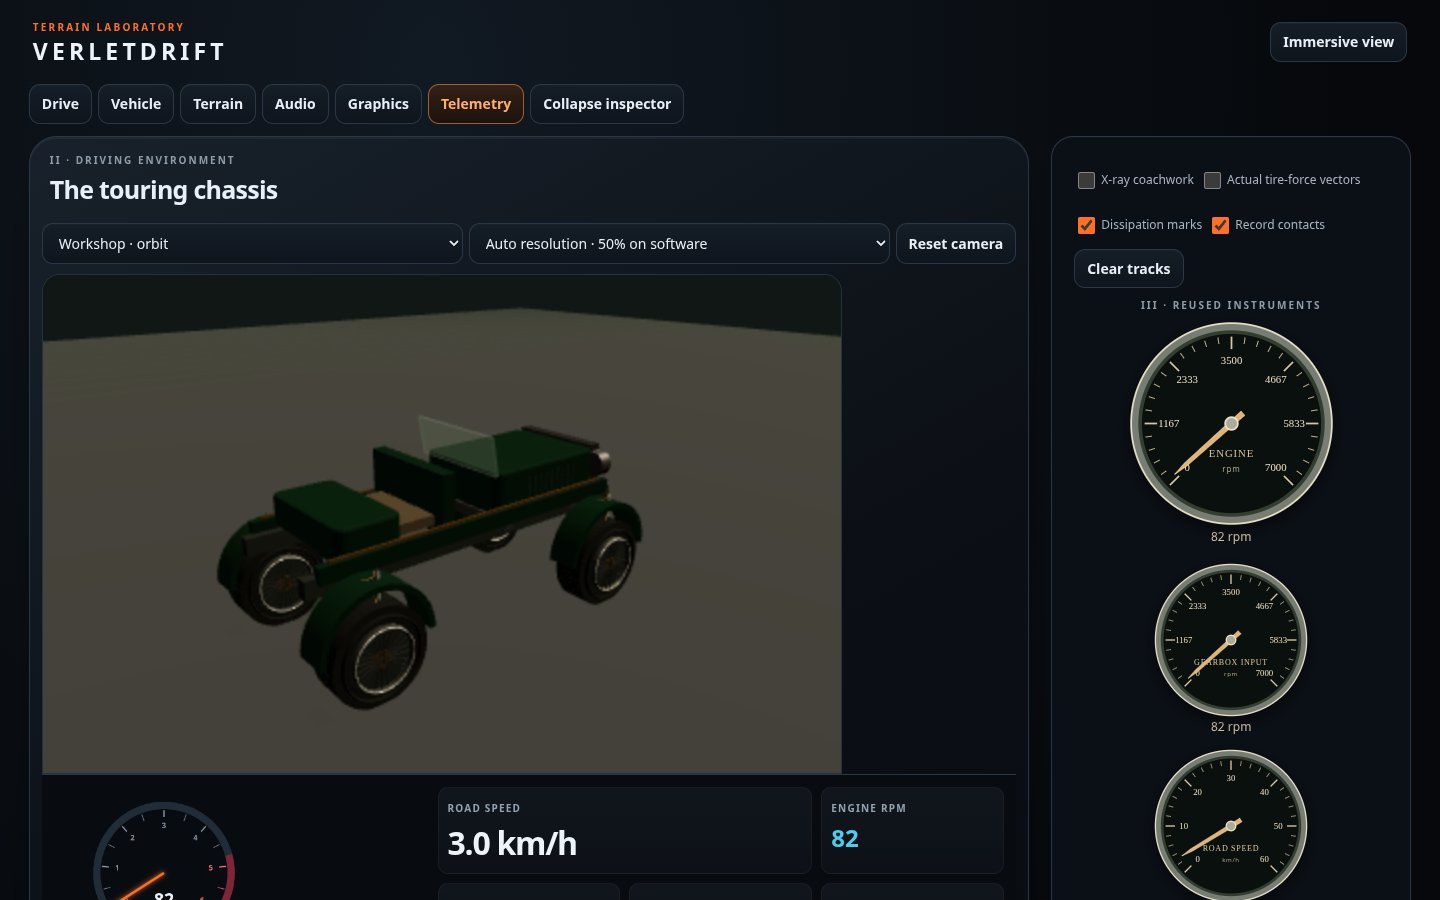 TERRAIN LABORATORY
VERLETDRIFT
Immersive view
Drive
Vehicle
Terrain
Audio
Graphics
Telemetry
Collapse inspector
II · DRIVING ENVIRONMENT
The touring chassis
Workshop · orbit
Auto resolution · 50% on software
Reset camera
X-ray coachwork
Actual tire-force vectors
Dissipation marks
Record contacts
Clear tracks
III · REUSED INSTRUMENTS
3500
2333 4667
1167 5833
ENGINE
0 rpm 7000
82 rpm
3500
2333 4667
1167 5833
GEARBOX INPUT
0 rpm 7000
82 rpm
30
20 40
10 50
ROAD SPEED
0 km/h 60
ROAD SPEED
3.0 km/h
ENGINE RPM
82
3
2 4
1 5
82